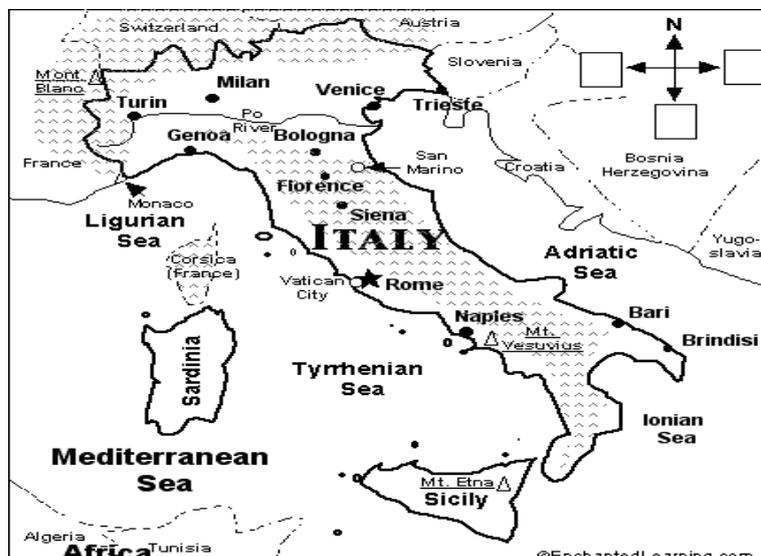 Switzerland
Austria
N
Slovenia
Mont
Blanc
Milan
Venice
Trieste
Turin
Po
River
Genoa
Bologna
San
Marino
Croatia
Bosnia
Herzegovina
France
Florence
Monaco
Siena
Ligurian
Sea
ITALY
Adriatic
Sea
Yugo-
slavia
Corsica
(France)
Vatican
City
Rome
Naples
Mt.
Vesuvius
Bari
Brindisi
Sardinia
Tyrrhenian
Sea
Ionian
Sea
Mediterranean
Sea
Mt. Etna
Sicily
Algeria
Africa
Tunisia
©EnchantedLearning.com